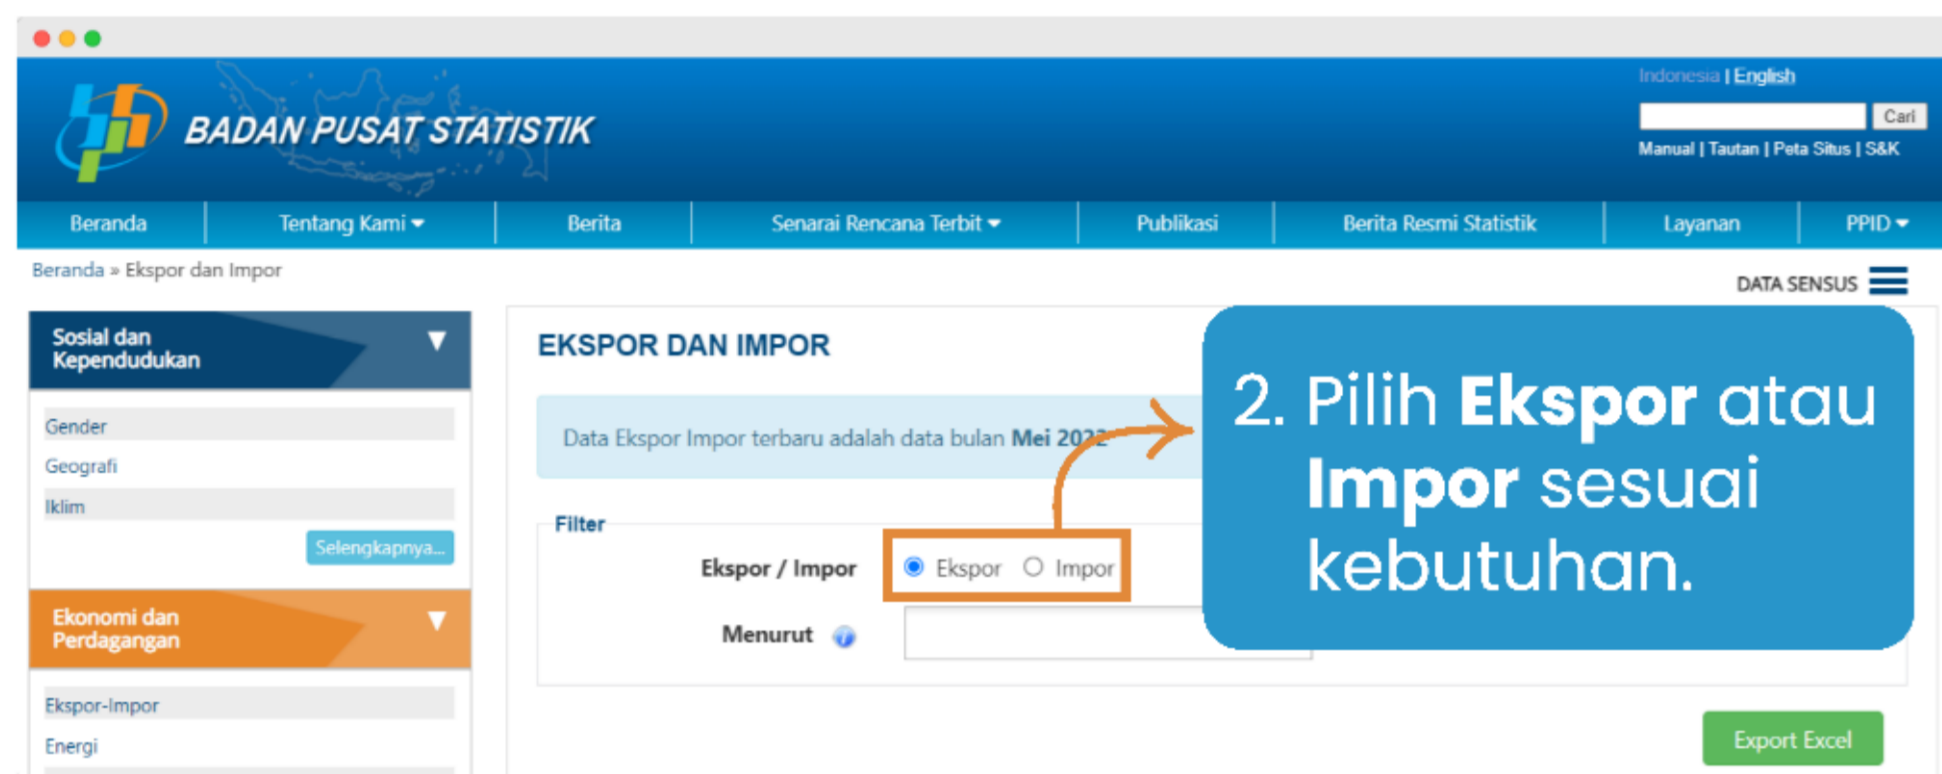 Indonesia | English
BADAN PUSAT STATISTIK
Cari
Manual | Tautan | Peta Situs | S&K
Beranda Tentang Kami Berita Senarai Rencana Terbit Publikasi Berita Resmi Statistik Layanan PPID
Beranda » Ekspor dan Impor
DATA SENSUS
Sosial dan
Kependudukan
Gender
Geografi
Iklim
Selengkapnya...
Ekonomi dan
Perdagangan
Ekspor-Impor
Energi
EKSPOR DAN IMPOR
Data Ekspor Impor terbaru adalah data bulan Mei 2022
Filter
Ekspor / Impor Ekspor Impor
Menurut
2. Pilih Ekspor atau
Impor sesuai
kebutuhan.
Export Excel